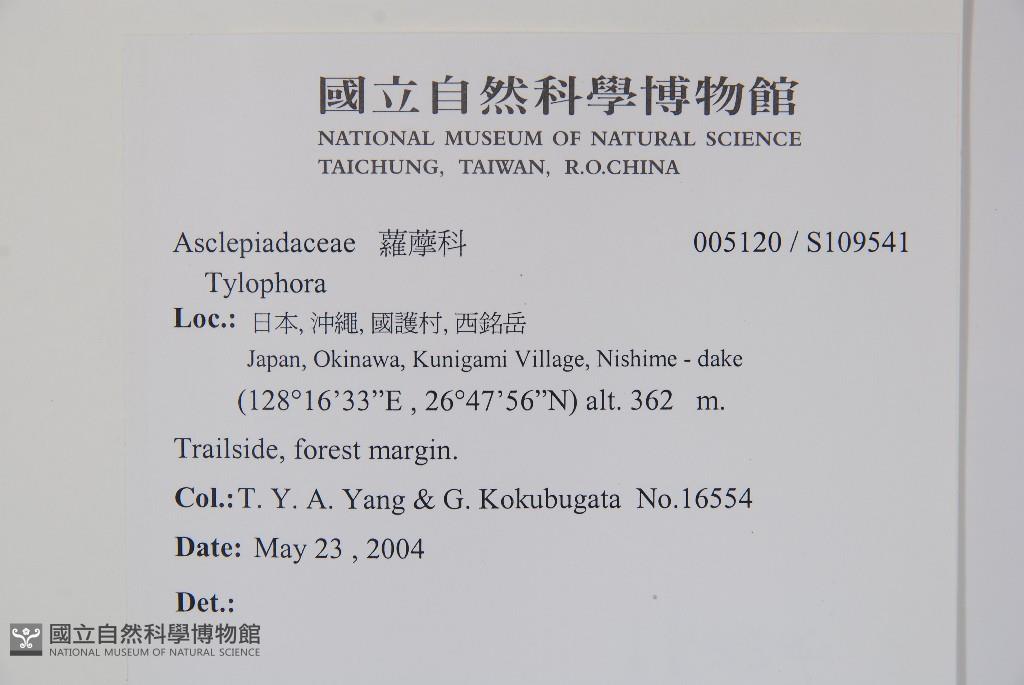 國立自然科學博物館
NATIONAL MUSEUM OF NATURAL SCIENCE
TAICHUNG, TAIWAN, R.O.CHINA
Asclepiadaceae 蘿藦科 005120 / S109541
Tylophora
Loc.: 日本, 沖繩, 國護村, 西銘岳
Japan, Okinawa, Kunigami Village, Nishime - dake
(128°16’33”E , 26°47’56”N) alt. 362 m.
Trailside, forest margin.
Col.: T. Y. A. Yang & G. Kokubugata No.16554
Date: May 23 , 2004
Det.:
國立自然科學博物館
NATIONAL MUSEUM OF NATURAL SCIENCE